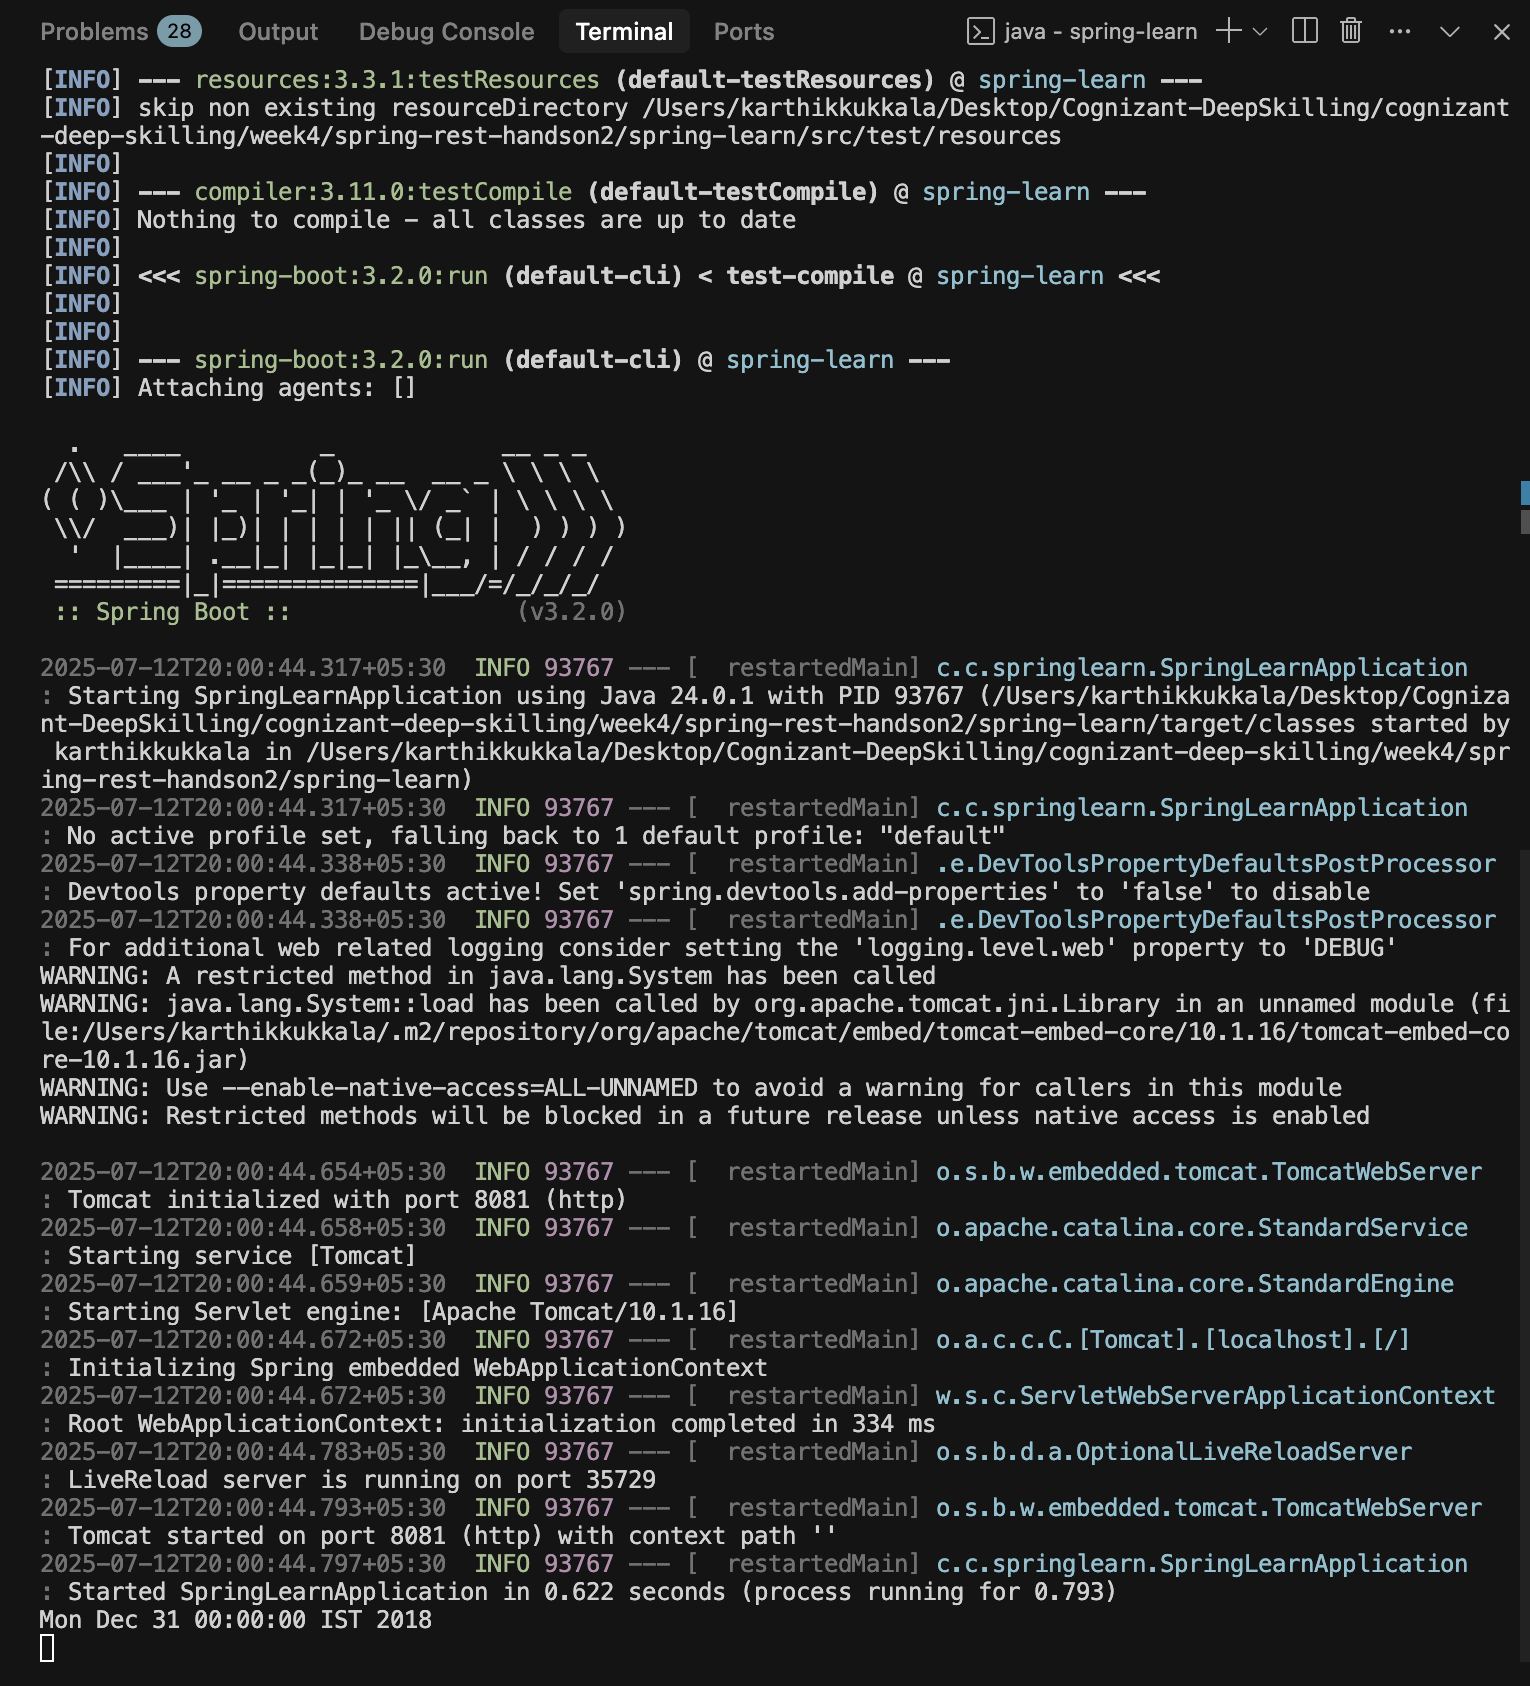 Problems 28 Output Debug Console Terminal Ports java - spring-learn
[INFO] --- resources:3.3.1:testResources (default-testResources) @ spring-learn ---
[INFO] skip non existing resourceDirectory /Users/karthikkukkala/Desktop/Cognizant-DeepSkilling/cognizant
-deep-skilling/week4/spring-rest-handson2/spring-learn/src/test/resources
[INFO]
[INFO] --- compiler:3.11.0:testCompile (default-testCompile) @ spring-learn ---
[INFO] Nothing to compile - all classes are up to date
[INFO]
[INFO] <<< spring-boot:3.2.0:run (default-cli) < test-compile @ spring-learn <<<
[INFO]
[INFO]
[INFO] --- spring-boot:3.2.0:run (default-cli) @ spring-learn ---
[INFO] Attaching agents: []
  .   ____          _            __ _ _
 /\\ / ___'_ __ _ _(_)_ __  __ _ \ \ \ \
( ( )\___ | '_ | '_| | '_ \/ _` | \ \ \ \
 \\/  ___)| |_)| | | | | || (_| |  ) ) ) )
  '  |____| .__|_| |_|_| |_\__, | / / / /
 =========|_|==============|___/=/_/_/_/
 :: Spring Boot ::                (v3.2.0)
2025-07-12T20:00:44.317+05:30  INFO 93767 --- [  restartedMain] c.c.springlearn.SpringLearnApplication
: Starting SpringLearnApplication using Java 24.0.1 with PID 93767 (/Users/karthikkukkala/Desktop/Cogniza
nt-DeepSkilling/cognizant-deep-skilling/week4/spring-rest-handson2/spring-learn/target/classes started by
 karthikkukkala in /Users/karthikkukkala/Desktop/Cognizant-DeepSkilling/cognizant-deep-skilling/week4/spr
ing-rest-handson2/spring-learn)
2025-07-12T20:00:44.317+05:30  INFO 93767 --- [  restartedMain] c.c.springlearn.SpringLearnApplication
: No active profile set, falling back to 1 default profile: "default"
2025-07-12T20:00:44.338+05:30  INFO 93767 --- [  restartedMain] .e.DevToolsPropertyDefaultsPostProcessor
: Devtools property defaults active! Set 'spring.devtools.add-properties' to 'false' to disable
2025-07-12T20:00:44.338+05:30  INFO 93767 --- [  restartedMain] .e.DevToolsPropertyDefaultsPostProcessor
: For additional web related logging consider setting the 'logging.level.web' property to 'DEBUG'
WARNING: A restricted method in java.lang.System has been called
WARNING: java.lang.System::load has been called by org.apache.tomcat.jni.Library in an unnamed module (fi
le:/Users/karthikkukkala/.m2/repository/org/apache/tomcat/embed/tomcat-embed-core/10.1.16/tomcat-embed-co
re-10.1.16.jar)
WARNING: Use --enable-native-access=ALL-UNNAMED to avoid a warning for callers in this module
WARNING: Restricted methods will be blocked in a future release unless native access is enabled
2025-07-12T20:00:44.654+05:30  INFO 93767 --- [  restartedMain] o.s.b.w.embedded.tomcat.TomcatWebServer
: Tomcat initialized with port 8081 (http)
2025-07-12T20:00:44.658+05:30  INFO 93767 --- [  restartedMain] o.apache.catalina.core.StandardService
: Starting service [Tomcat]
2025-07-12T20:00:44.659+05:30  INFO 93767 --- [  restartedMain] o.apache.catalina.core.StandardEngine
: Starting Servlet engine: [Apache Tomcat/10.1.16]
2025-07-12T20:00:44.672+05:30  INFO 93767 --- [  restartedMain] o.a.c.c.C.[Tomcat].[localhost].[/]
: Initializing Spring embedded WebApplicationContext
2025-07-12T20:00:44.672+05:30  INFO 93767 --- [  restartedMain] w.s.c.ServletWebServerApplicationContext
: Root WebApplicationContext: initialization completed in 334 ms
2025-07-12T20:00:44.783+05:30  INFO 93767 --- [  restartedMain] o.s.b.d.a.OptionalLiveReloadServer
: LiveReload server is running on port 35729
2025-07-12T20:00:44.793+05:30  INFO 93767 --- [  restartedMain] o.s.b.w.embedded.tomcat.TomcatWebServer
: Tomcat started on port 8081 (http) with context path ''
2025-07-12T20:00:44.797+05:30  INFO 93767 --- [  restartedMain] c.c.springlearn.SpringLearnApplication
: Started SpringLearnApplication in 0.622 seconds (process running for 0.793)
Mon Dec 31 00:00:00 IST 2018